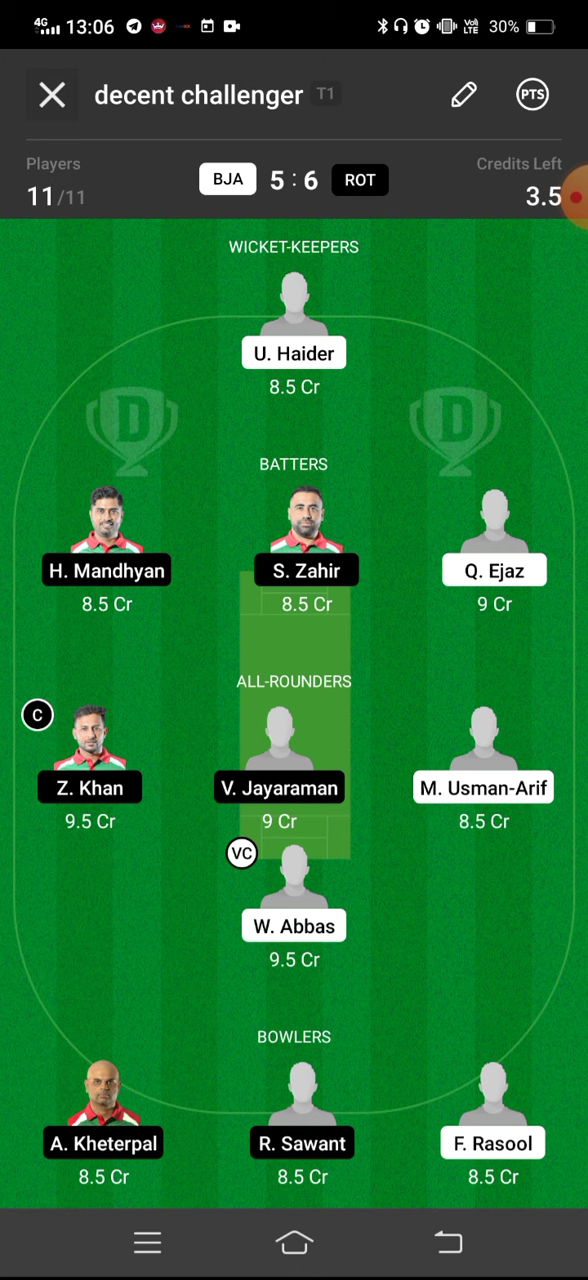 4G 13:06 Vo) LTE 30%
decent challenger T1 PTS
Players Credits Left
11/11 BJA 5 : 6 ROT 3.5
WICKET-KEEPERS
U. Haider
8.5 Cr
D D
BATTERS
H. Mandhyan S. Zahir Q. Ejaz
8.5 Cr 8.5 Cr 9 Cr
ALL-ROUNDERS
C
Z. Khan V. Jayaraman M. Usman-Arif
9.5 Cr 9 Cr 8.5 Cr
VC
W. Abbas
9.5 Cr
BOWLERS
A. Kheterpal R. Sawant F. Rasool
8.5 Cr 8.5 Cr 8.5 Cr